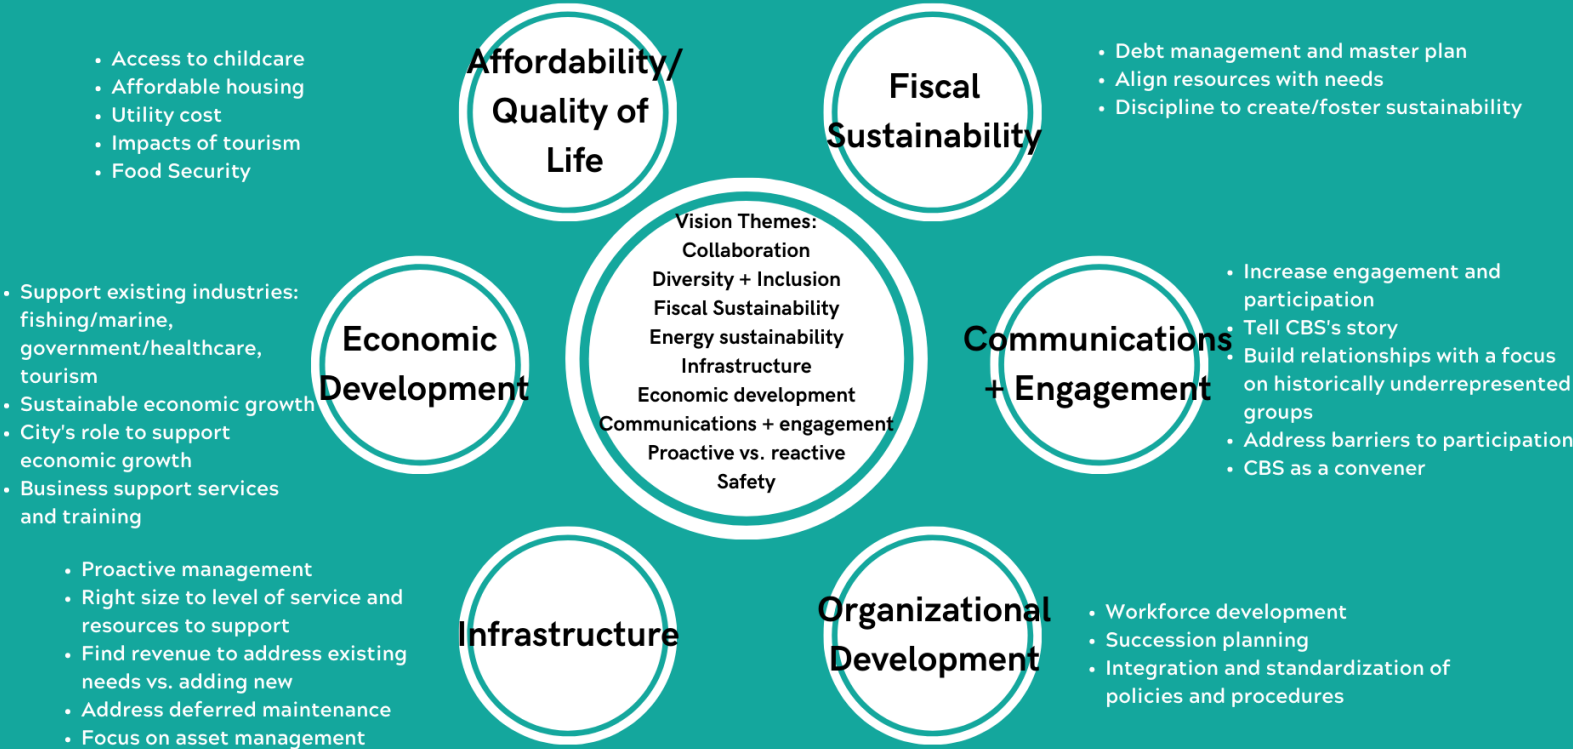 • Access to childcare
• Affordable housing
• Utility cost
• Impacts of tourism
• Food Security
Affordability/
Quality of
Life
Fiscal
Sustainability
• Debt management and master plan
• Align resources with needs
• Discipline to create/foster sustainability
• Support existing industries:
fishing/marine,
government/healthcare,
tourism
• Sustainable economic growth
• City's role to support
economic growth
• Business support services
and training
Economic
Development
Vision Themes:
Collaboration
Diversity + Inclusion
Fiscal Sustainability
Energy sustainability
Infrastructure
Economic development
Communications + engagement
Proactive vs. reactive
Safety
Communications
+ Engagement
• Increase engagement and
participation
• Tell CBS's story
• Build relationships with a focus
on historically underrepresented
groups
• Address barriers to participation
• CBS as a convener
• Proactive management
• Right size to level of service and
resources to support
• Find revenue to address existing
needs vs. adding new
• Address deferred maintenance
• Focus on asset management
Infrastructure
Organizational
Development
• Workforce development
• Succession planning
• Integration and standardization of
policies and procedures